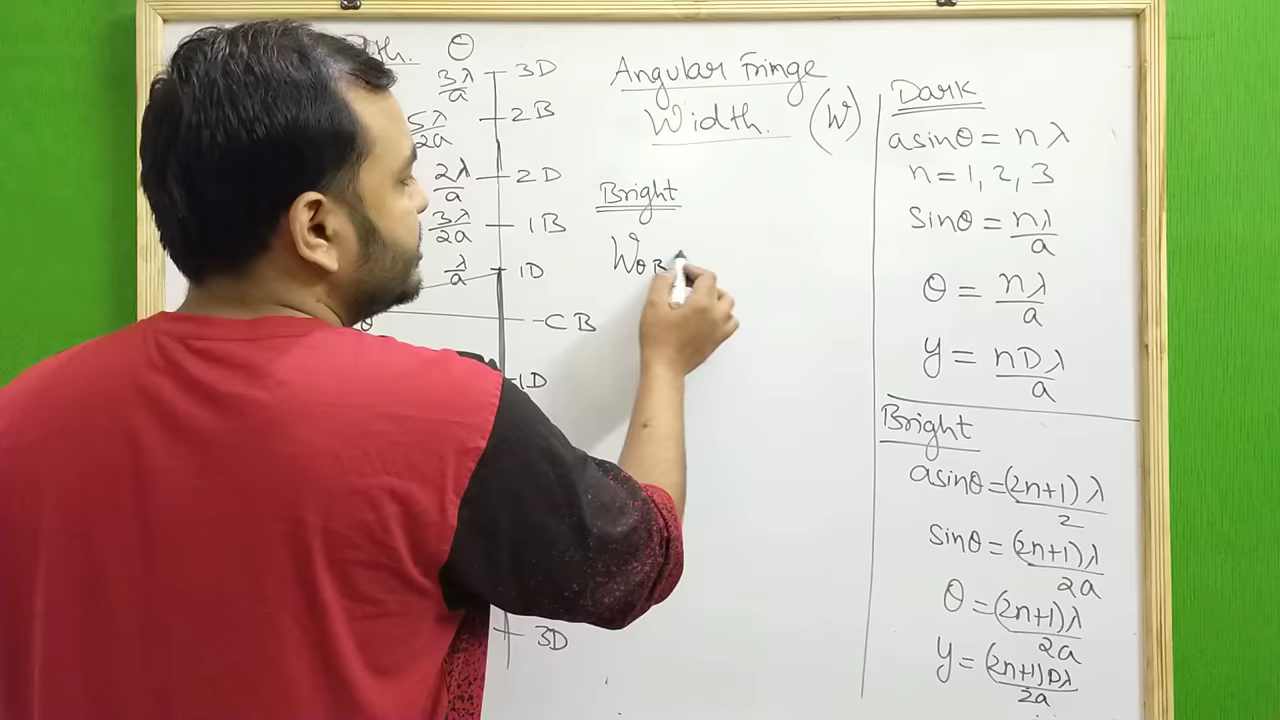 θ
3λ/a 3D
5λ/2a 2B
2λ/a 2D
3λ/2a 1B
λ/a 1D
θ CB
1D
3D
Angular Fringe
Width. (W)
Bright
Wθ B
Dark
asinθ = nλ
n = 1, 2, 3
sinθ = nλ/a
θ = nλ/a
y = nDλ/a
Bright
asinθ = (2n+1)λ/2
sinθ = (2n+1)λ/2a
θ = (2n+1)λ/2a
y = (2n+1)Dλ/2a